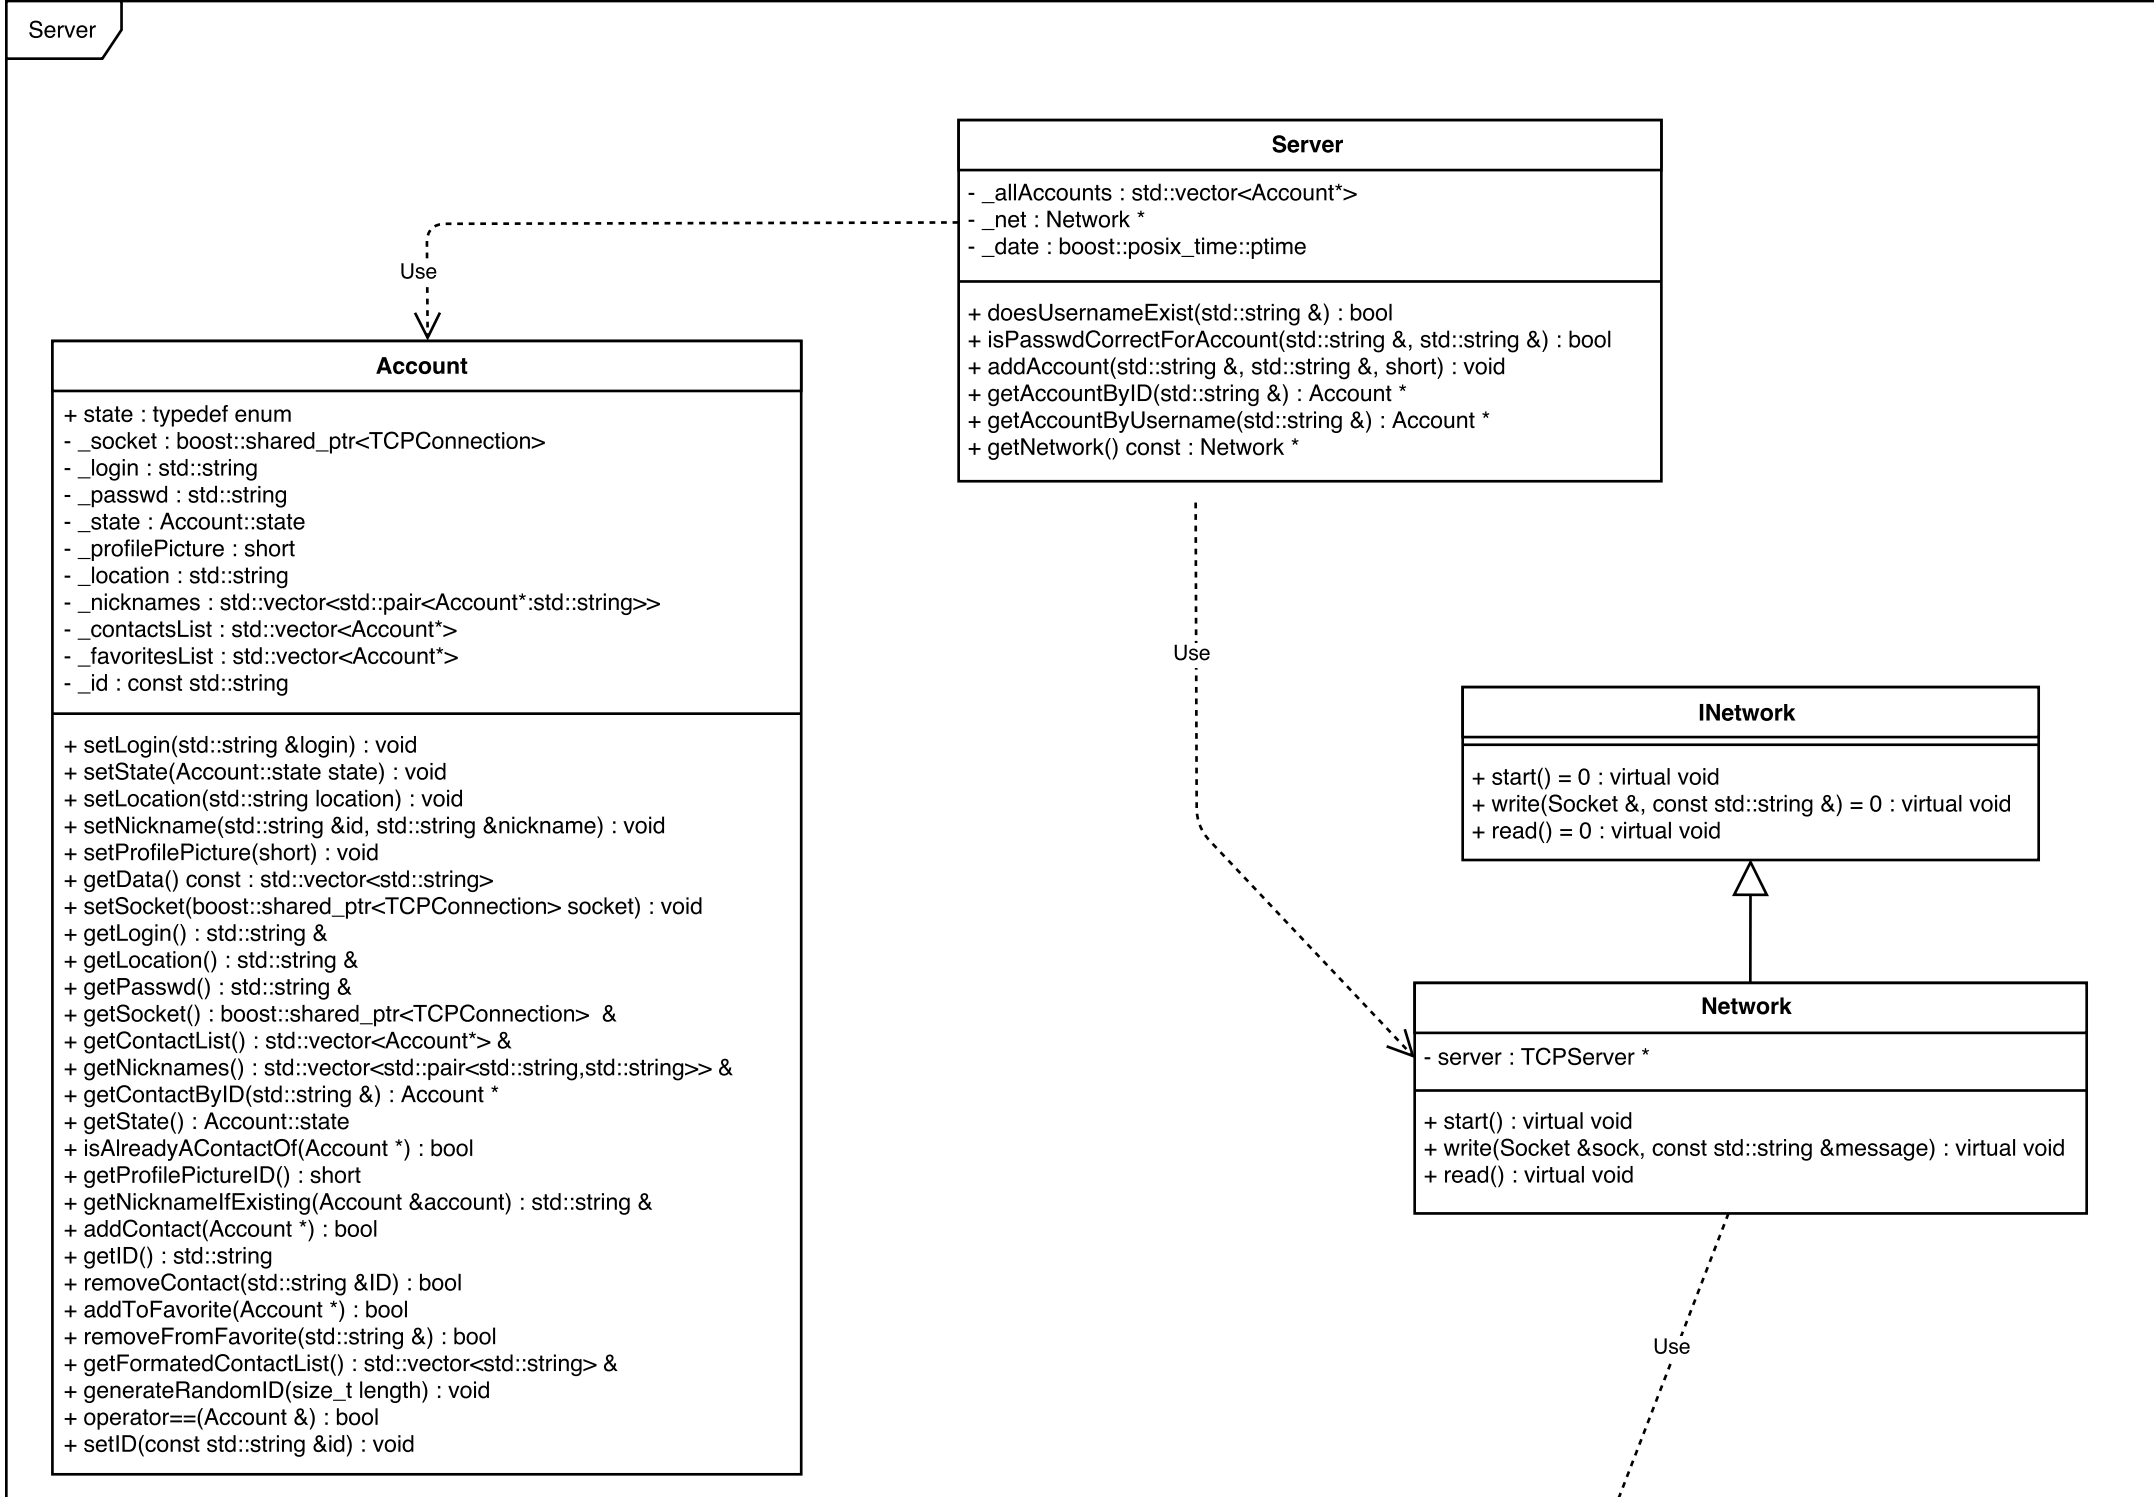 Server
Server
- _allAccounts : std::vector<Account*>
- _net : Network *
- _date : boost::posix_time::ptime
+ doesUsernameExist(std::string &) : bool
+ isPasswdCorrectForAccount(std::string &, std::string &) : bool
+ addAccount(std::string &, std::string &, short) : void
+ getAccountByID(std::string &) : Account *
+ getAccountByUsername(std::string &) : Account *
+ getNetwork() const : Network *
Use
Account
+ state : typedef enum
- _socket : boost::shared_ptr<TCPConnection>
- _login : std::string
- _passwd : std::string
- _state : Account::state
- _profilePicture : short
- _location : std::string
- _nicknames : std::vector<std::pair<Account*:std::string>>
- _contactsList : std::vector<Account*>
- _favoritesList : std::vector<Account*>
- _id : const std::string
+ setLogin(std::string &login) : void
+ setState(Account::state state) : void
+ setLocation(std::string location) : void
+ setNickname(std::string &id, std::string &nickname) : void
+ setProfilePicture(short) : void
+ getData() const : std::vector<std::string>
+ setSocket(boost::shared_ptr<TCPConnection> socket) : void
+ getLogin() : std::string &
+ getLocation() : std::string &
+ getPasswd() : std::string &
+ getSocket() : boost::shared_ptr<TCPConnection>  &
+ getContactList() : std::vector<Account*> &
+ getNicknames() : std::vector<std::pair<std::string,std::string>> &
+ getContactByID(std::string &) : Account *
+ getState() : Account::state
+ isAlreadyAContactOf(Account *) : bool
+ getProfilePictureID() : short
+ getNicknameIfExisting(Account &account) : std::string &
+ addContact(Account *) : bool
+ getID() : std::string
+ removeContact(std::string &ID) : bool
+ addToFavorite(Account *) : bool
+ removeFromFavorite(std::string &) : bool
+ getFormatedContactList() : std::vector<std::string> &
+ generateRandomID(size_t length) : void
+ operator==(Account &) : bool
+ setID(const std::string &id) : void
Use
INetwork
+ start() = 0 : virtual void
+ write(Socket &, const std::string &) = 0 : virtual void
+ read() = 0 : virtual void
Network
- server : TCPServer *
+ start() : virtual void
+ write(Socket &sock, const std::string &message) : virtual void
+ read() : virtual void
Use